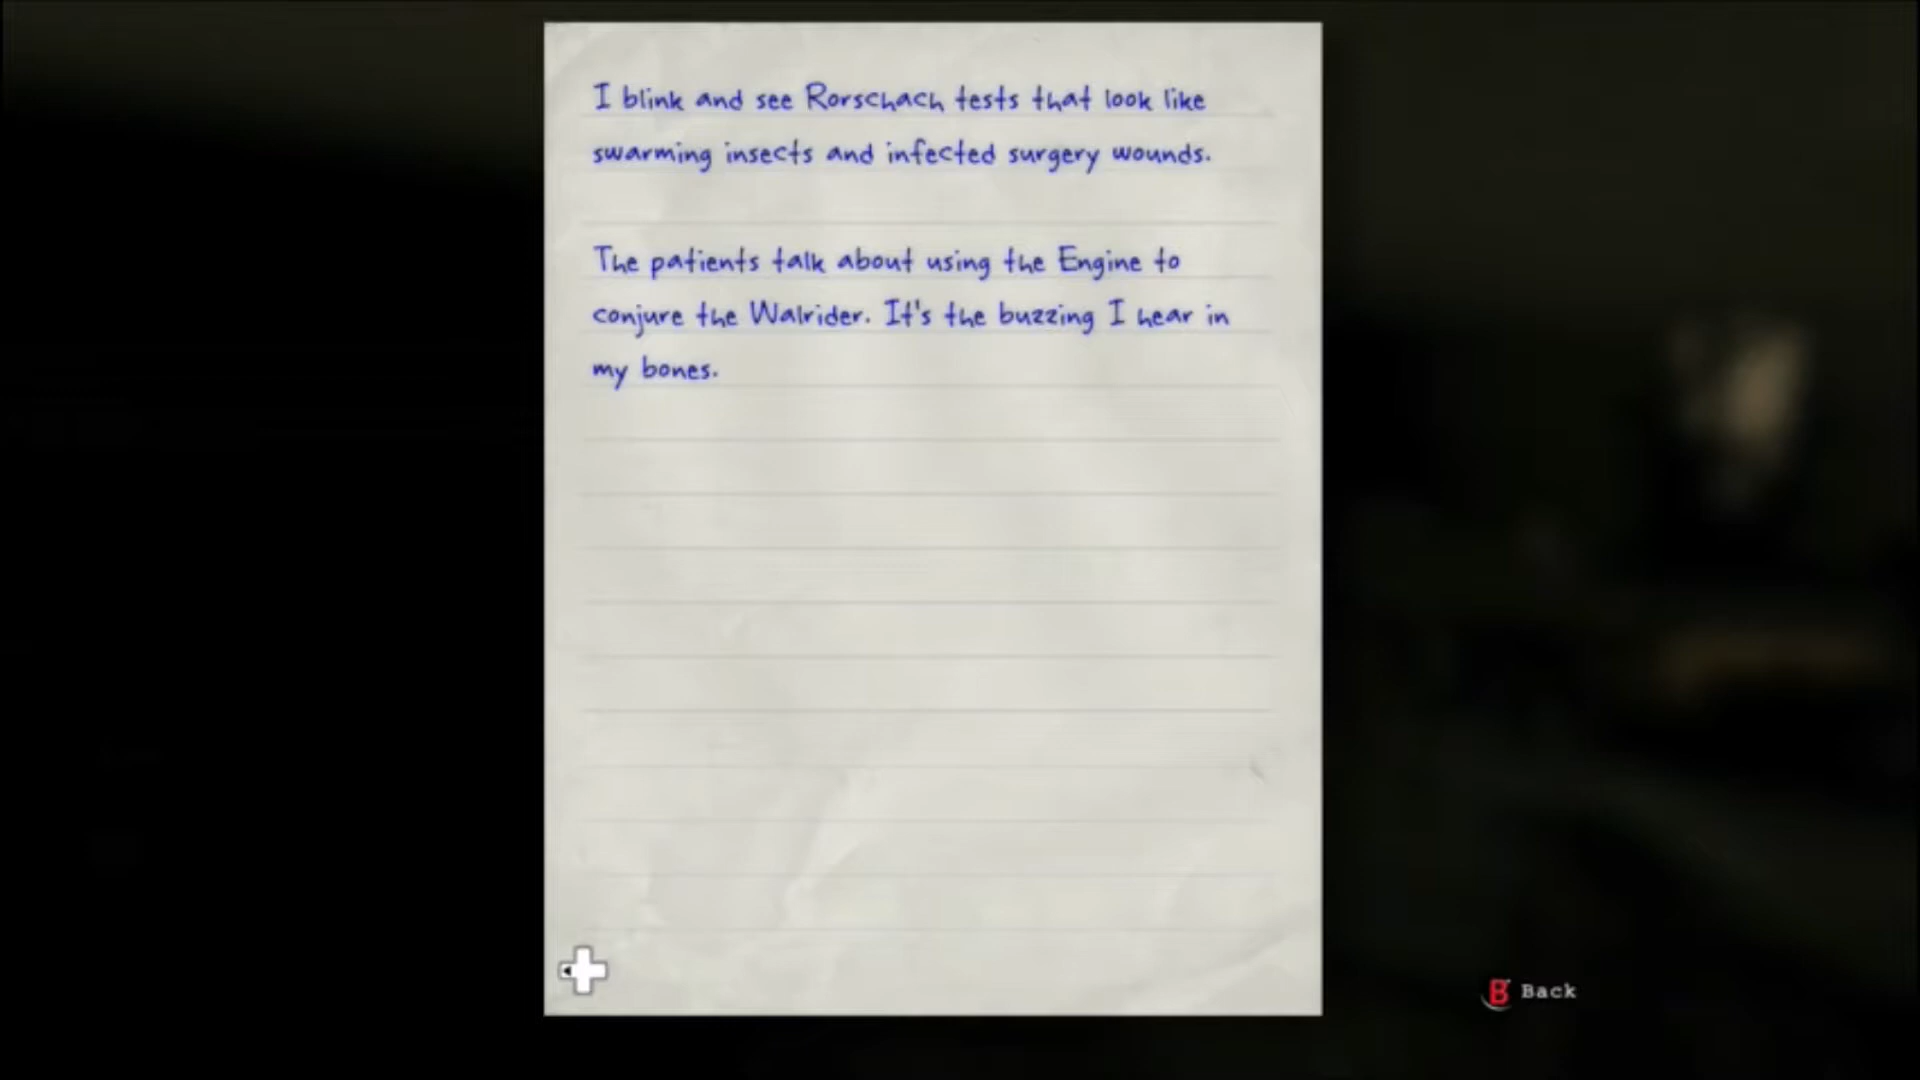 I blink and see Rorschach tests that look like
swarming insects and infected surgery wounds.
The patients talk about using the Engine to
conjure the Walrider. It's the buzzing I hear in
my bones.
B Back